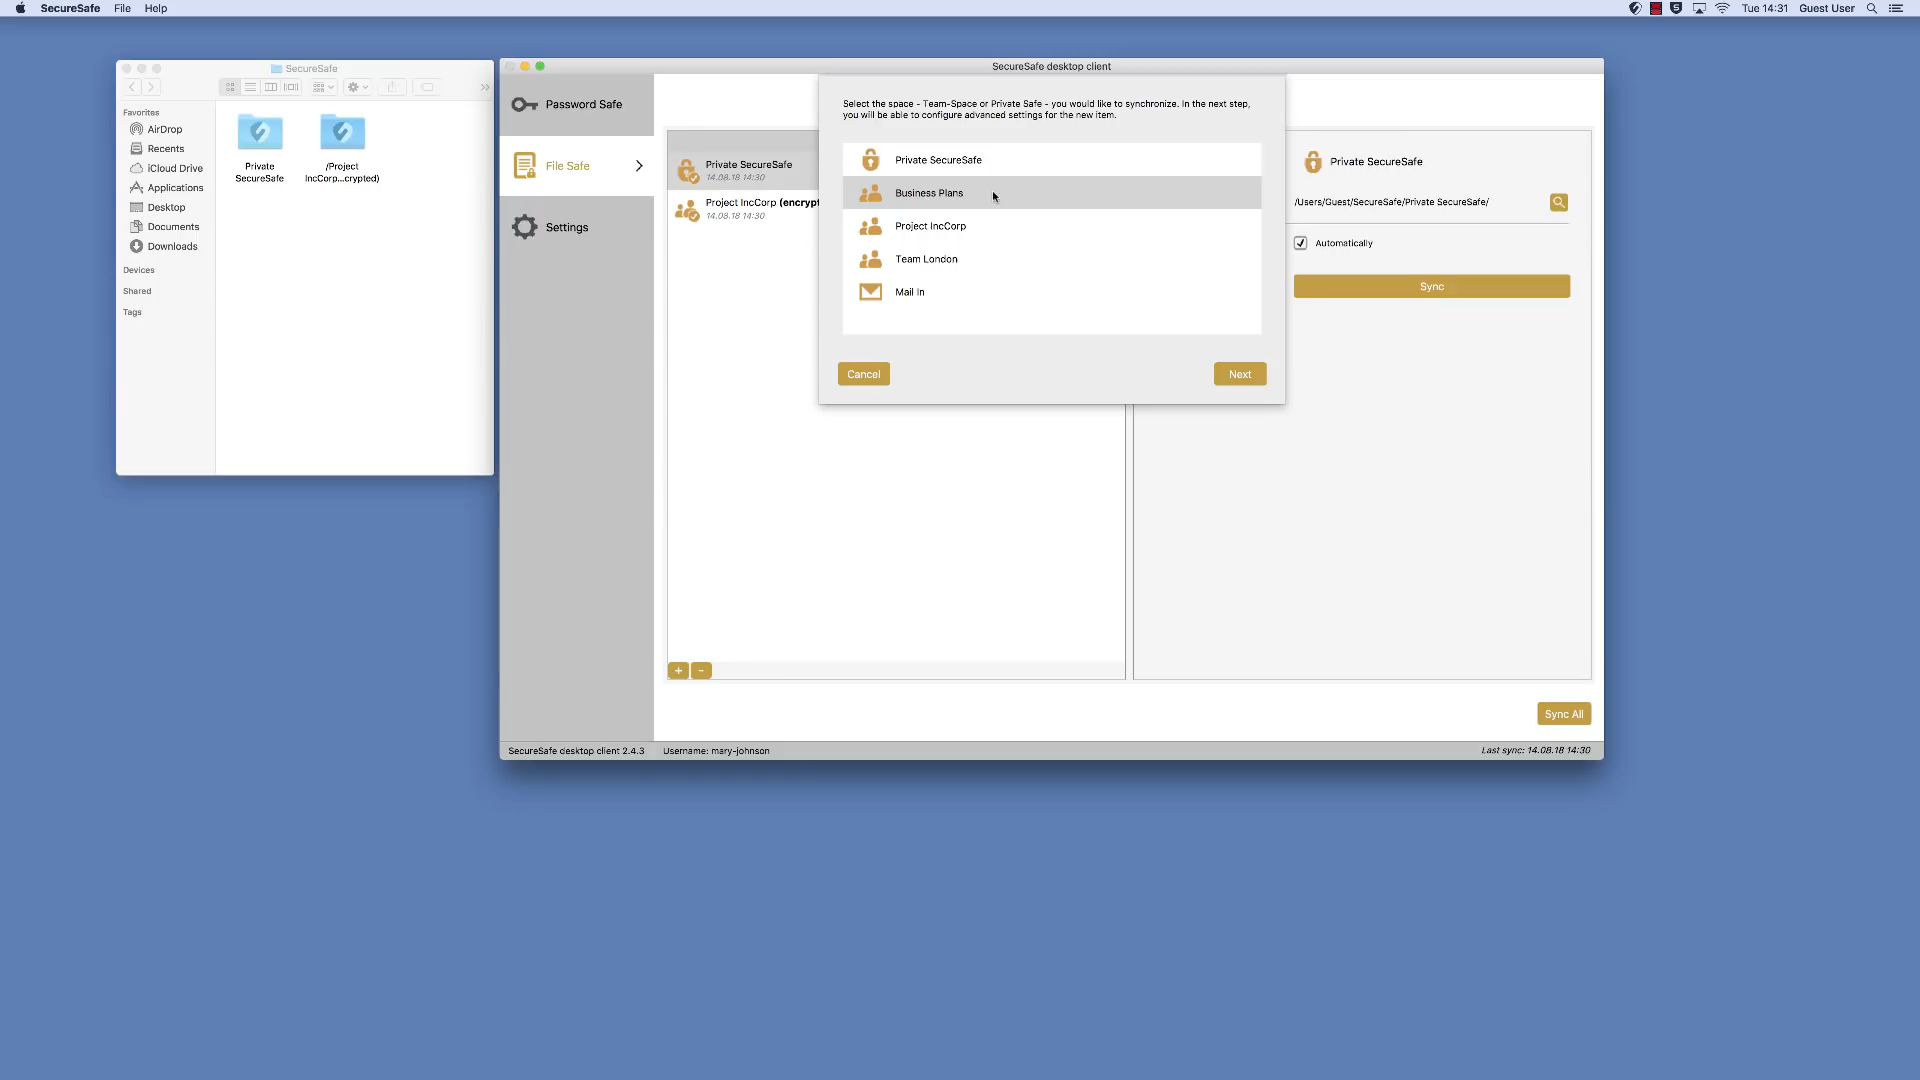 SecureSafe File Help
Tue 14:31 Guest User
SecureSafe
Favorites
AirDrop
Recents
iCloud Drive
Applications
Desktop
Documents
Downloads
Devices
Shared
Tags
Private
SecureSafe
/Project
IncCorp...crypted)
SecureSafe desktop client
Password Safe
File Safe
Settings
Private SecureSafe
14.08.18 14:30
Project IncCorp (encrypt
14.08.18 14:30
+ -
Select the space - Team-Space or Private Safe - you would like to synchronize. In the next step,
you will be able to configure advanced settings for the new item.
Private SecureSafe
Business Plans
Project IncCorp
Team London
Mail In
Cancel
Next
Private SecureSafe
/Users/Guest/SecureSafe/Private SecureSafe/
Automatically
Sync
Sync All
SecureSafe desktop client 2.4.3
Username: mary-johnson
Last sync: 14.08.18 14:30